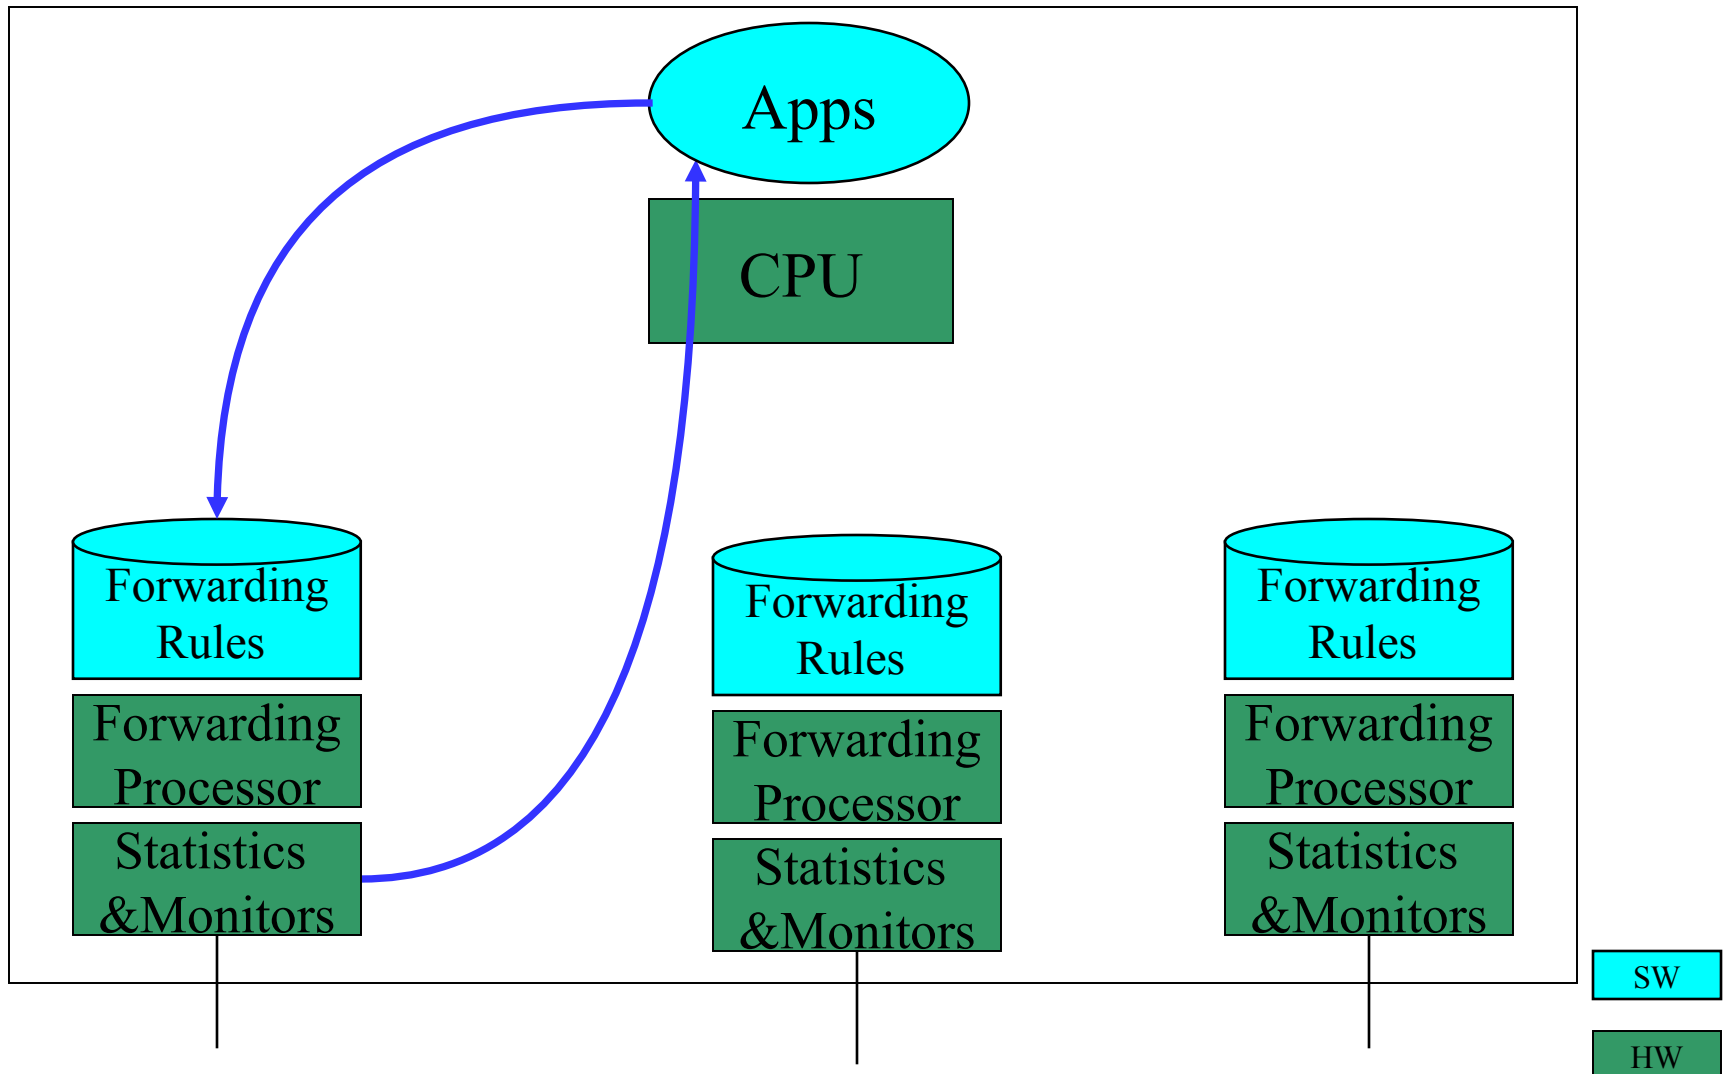 Apps
CPU
Forwarding
Rules
Forwarding
Processor
Statistics
&Monitors
Forwarding
Rules
Forwarding
Processor
Statistics
&Monitors
Forwarding
Rules
Forwarding
Processor
Statistics
&Monitors
SW
HW